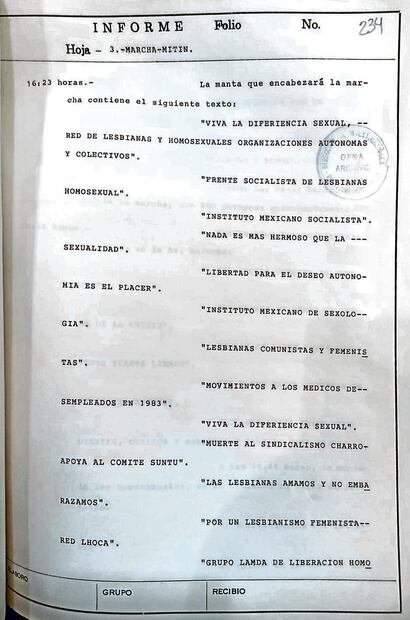 INFORME Folio No. 234
Hoja - 3.-MARCHA-MITIN.
16:23 horas.- La manta que encabezará la mar-
cha contiene el siguiente texto:
"VIVA LA DIFERIENCIA SEXUAL, --
RED DE LESBIANAS Y HOMOSEXUALES ORGANIZACIONES AUTONOMAS
Y COLECTIVOS".
"FRENTE SOCIALISTA DE LESBIANAS
HOMOSEXUAL".
"INSTITUTO MEXICANO SOCIALISTA".
"NADA ES MAS HERMOSO QUE LA ---
SEXUALIDAD".
"LIBERTAD PARA EL DESEO AUTONO-
MIA ES EL PLACER".
"INSTITUTO MEXICANO DE SEXOLO-
GIA".
"LESBIANAS COMUNISTAS Y FEMENIS
TAS".
"MOVIMIENTOS A LOS MEDICOS DE--
SEMPLEADOS EN 1983".
"VIVA LA DIFERIENCIA SEXUAL".
"MUERTE AL SINDICALISMO CHARRO-
APOYA AL COMITE SUNTU".
"LAS LESBIANAS AMAMOS Y NO EMBA
RAZAMOS".
"POR UN LESBIANISMO FEMENISTA--
RED LHOCA".
"GRUPO LAMDA DE LIBERACION HOMO
GRUPO
RECIBIO